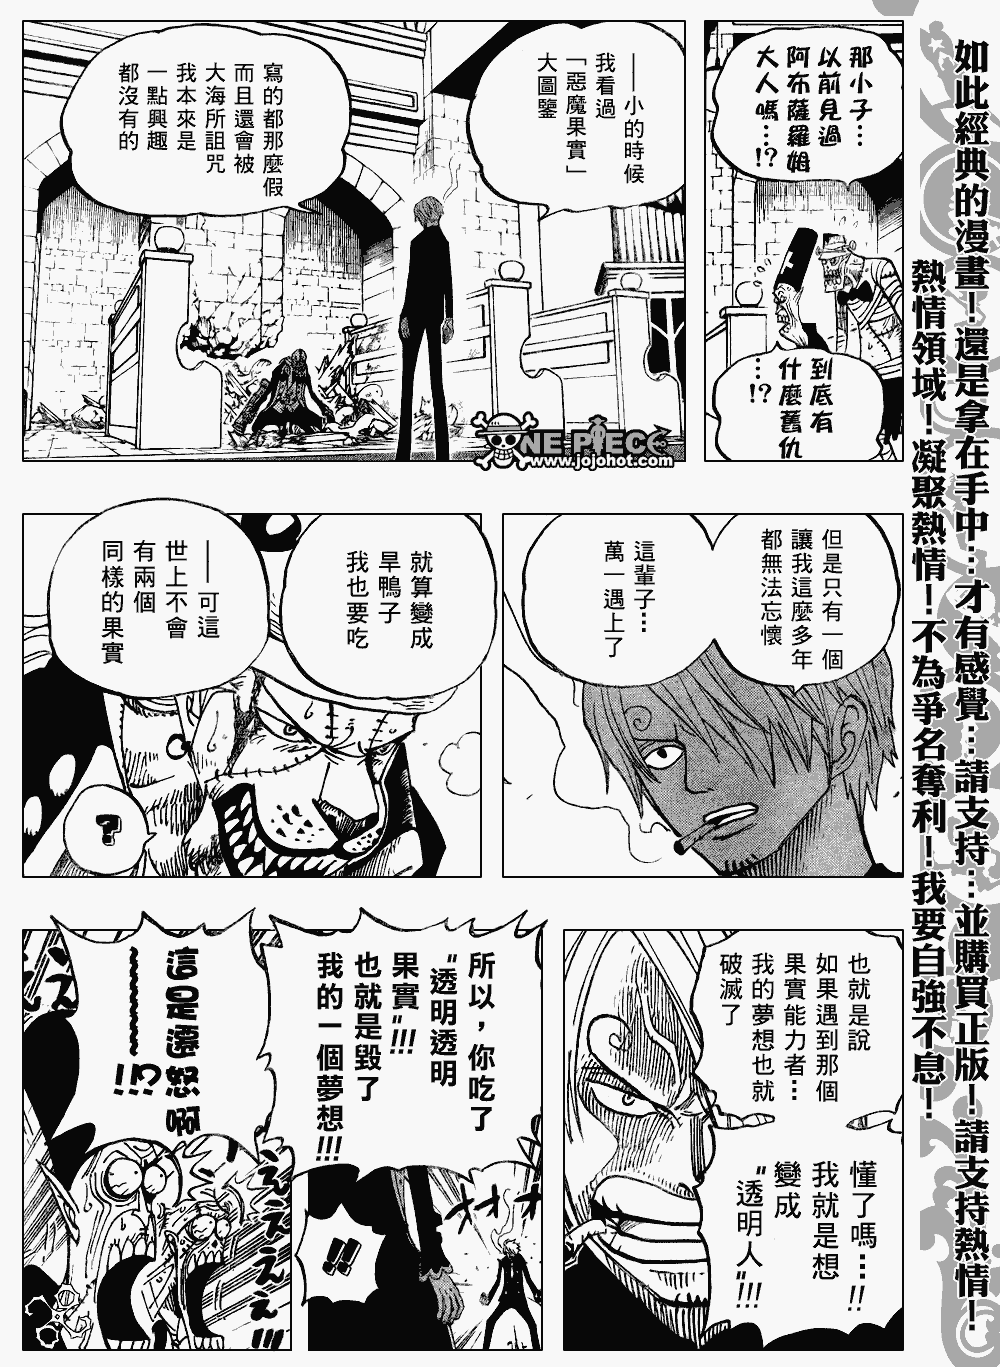 那小子…
以前見過
阿布薩羅姆
大人嗎…!?
到底有
什麼舊仇
…!?
——小的時候
我看過
「惡魔果實」
大圖鑒
寫的都那麼假
而且還會被
大海所詛咒
我本來是
一點興趣
都沒有的
ONE PIECE
www.jojohot.com
但是只有一個
讓我這麼多年
都無法忘懷
這輩子…
萬一遇上了
就算變成
旱鴨子
我也要吃
——可這
世上不會
有兩個
同樣的果實
?
也就是說
如果遇到那個
果實能力者…
我的夢想也就
破滅了
懂了嗎…!!
我就是想
變成
“透明人”!!!
所以，你吃了
“透明透明
果實”!!!
也就是毀了
我的一個夢想!!!
!!
這是遷怒啊
~~~~~!!?
ええ
えええええ!!!
如此經典的漫畫！還是拿在手中…才有感覺…請支持…並購買正版！請支持熱情！
熱情領域！凝聚熱情！不為爭名奪利！我要自強不息！